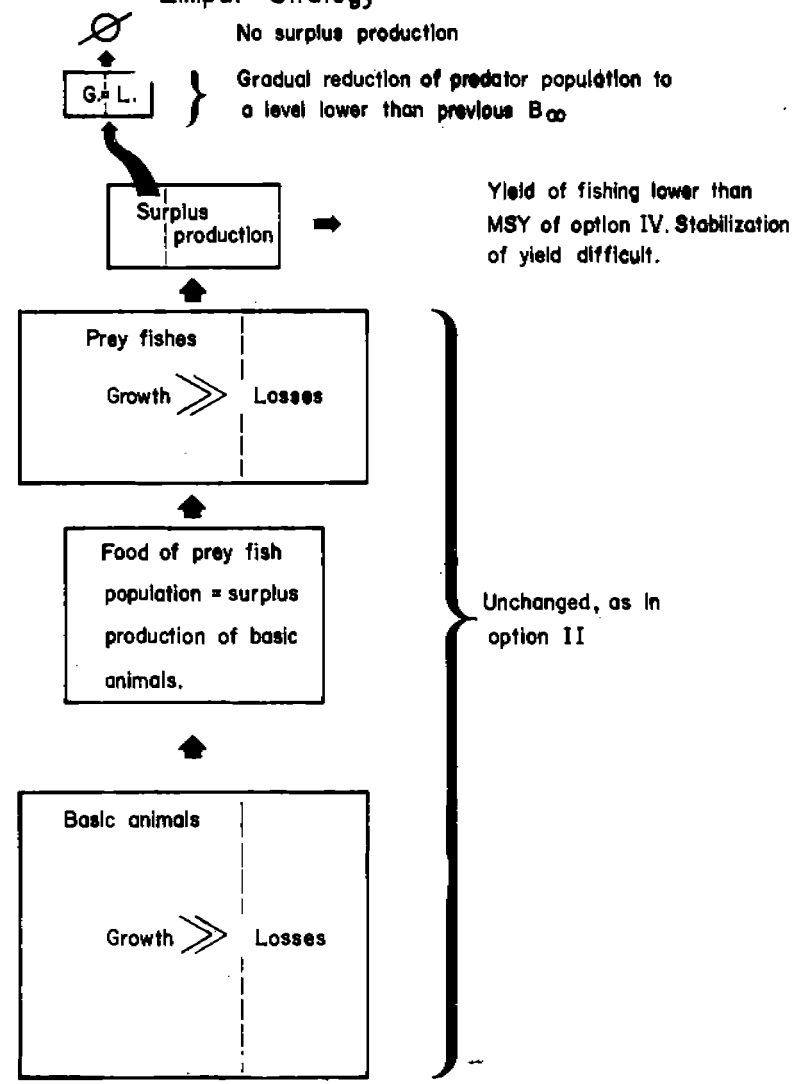 Strategy
No surplus production
G.= L.
Gradual reduction of predator population to
a level lower than previous B∞
Surplus
production
Yield of fishing lower than
MSY of option IV. Stabilization
of yield difficult.
Prey fishes
Growth ≫ Losses
Food of prey fish
population = surplus
production of basic
animals.
Unchanged, as in
option II
Basic animals
Growth ≫ Losses